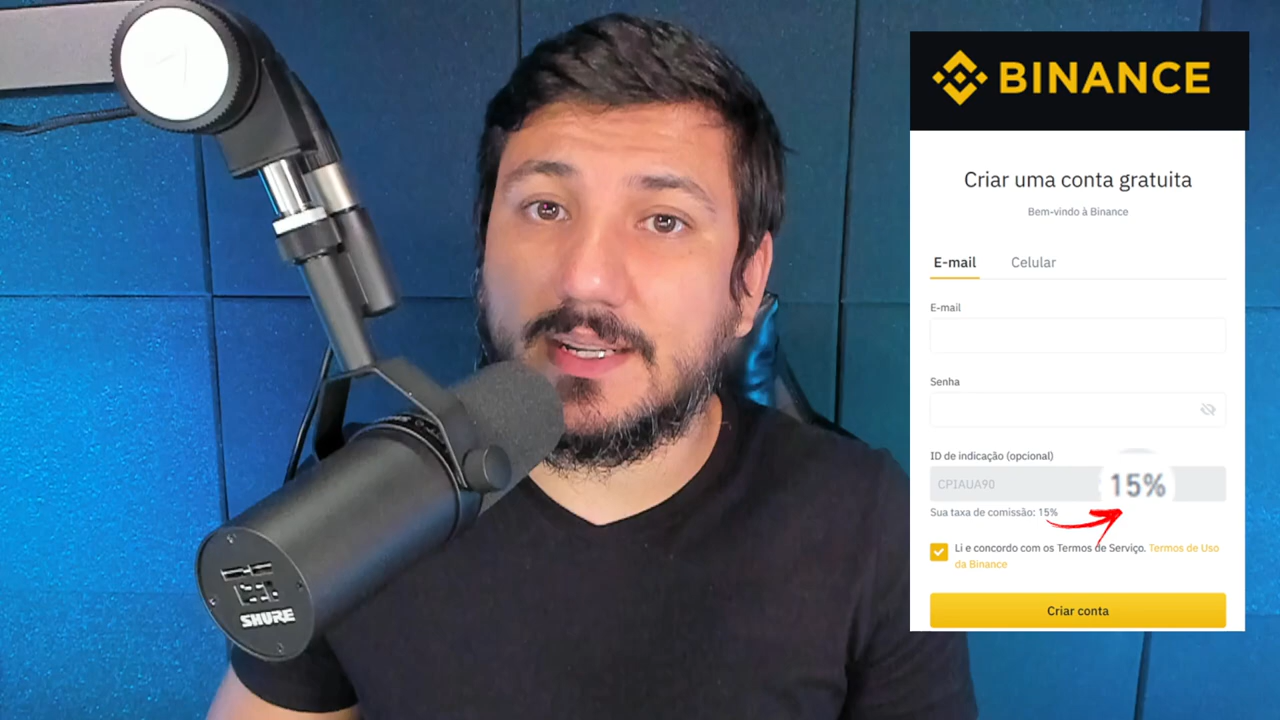 BINANCE
Criar uma conta gratuita
Bem-vindo à Binance
E-mail
Celular
E-mail
Senha
ID de indicação (opcional)
CPIAUA90
15%
Sua taxa de comissão: 15%
Li e concordo com os Termos de Serviço. Termos de Uso
da Binance
Criar conta
SHURE